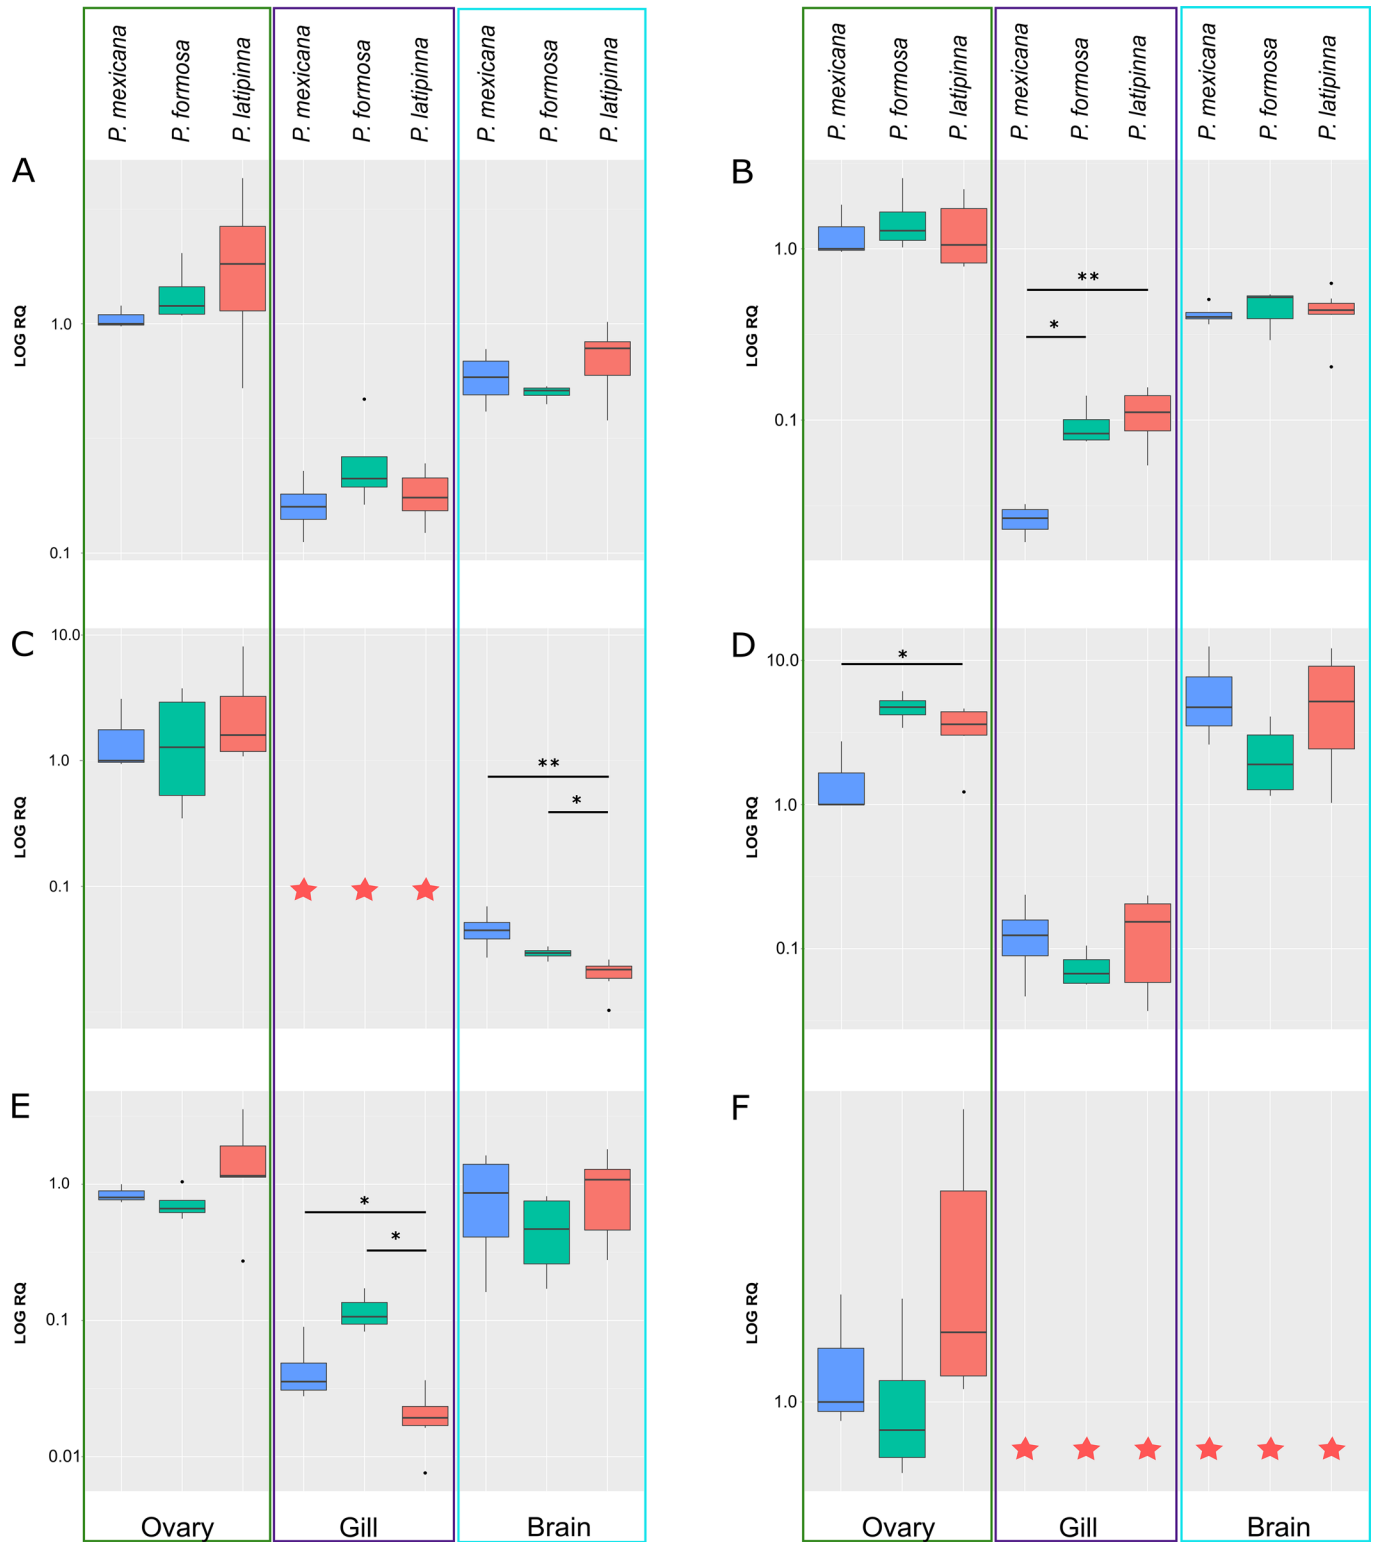 P. mexicana
P. formosa
P. latipinna
P. mexicana
P. formosa
P. latipinna
P. mexicana
P. formosa
P. latipinna
P. mexicana
P. formosa
P. latipinna
P. mexicana
P. formosa
P. latipinna
P. mexicana
P. formosa
P. latipinna
A
LOG RQ
1.0
0.1
B
LOG RQ
1.0
0.1
**
*
C
LOG RQ
10.0
1.0
0.1
**
*
D
LOG RQ
10.0
1.0
0.1
*
E
LOG RQ
1.0
0.1
0.01
*
*
F
LOG RQ
1.0
Ovary
Gill
Brain
Ovary
Gill
Brain